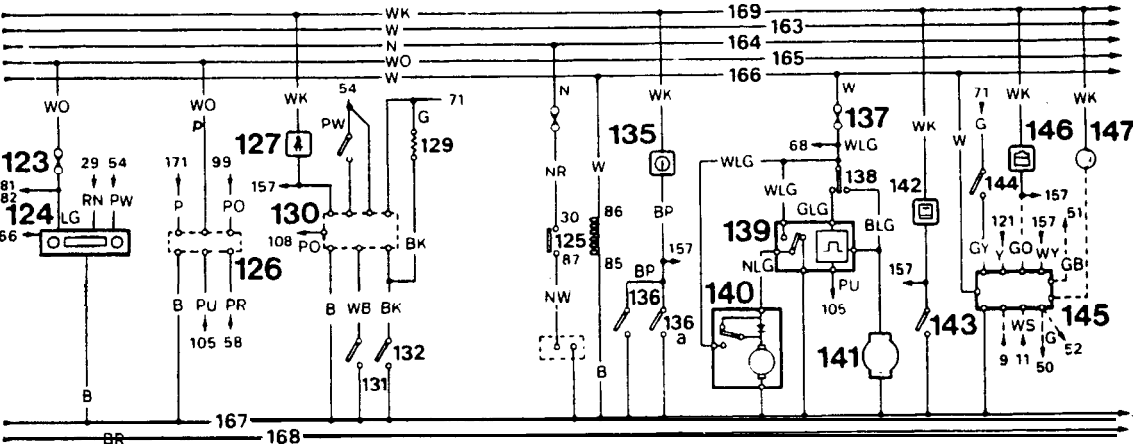 WK 169
W 163
N 164
WO 165
W 166
WO WO WK 54 71 N WK W 71 WK WK
PW G 129
123 127 135 137 146 147
P
68 WLG
81
82
29 54 171 99 157 NR W WLG WK W G
RN PW P PO
124 LG
66
130 30 86 BP WLG 138 142 144 157
108 PO
125
126
BK 87 85 157 139 GLG BLG 121 157 51
GY Y GO WY GB
B PU PR B WB BK NW BP NLG PU 157
105 58
136 136
a
140 105
132
131
141 143 WS G 145
9 11 50 52
B B
167
BR 168